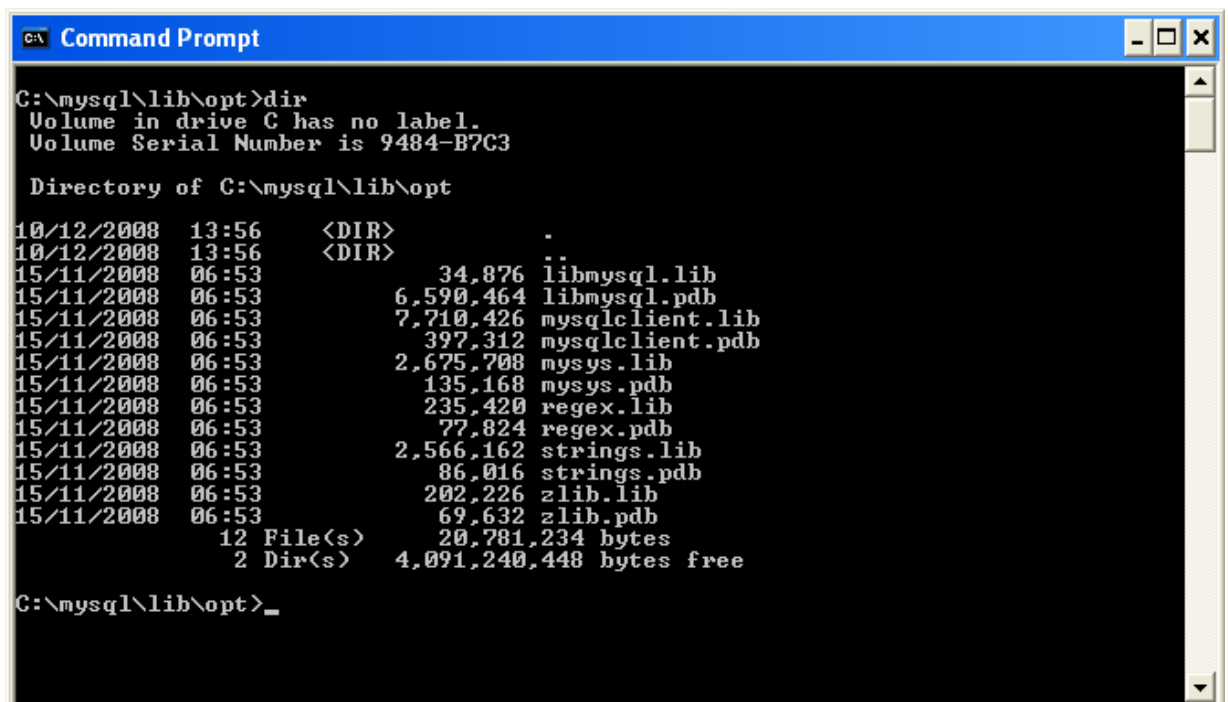 Command Prompt
C:\mysql\lib\opt>dir
Volume in drive C has no label.
Volume Serial Number is 9484-B7C3
Directory of C:\mysql\lib\opt
10/12/2008  13:56    <DIR>          .
10/12/2008  13:56    <DIR>          ..
15/11/2008  06:53            34,876 libmysql.lib
15/11/2008  06:53         6,590,464 libmysql.pdb
15/11/2008  06:53         7,710,426 mysqlclient.lib
15/11/2008  06:53           397,312 mysqlclient.pdb
15/11/2008  06:53         2,675,708 mysys.lib
15/11/2008  06:53           135,168 mysys.pdb
15/11/2008  06:53           235,420 regex.lib
15/11/2008  06:53            77,824 regex.pdb
15/11/2008  06:53         2,566,162 strings.lib
15/11/2008  06:53            86,016 strings.pdb
15/11/2008  06:53           202,226 zlib.lib
15/11/2008  06:53            69,632 zlib.pdb
12 File(s)     20,781,234 bytes
2 Dir(s)   4,091,240,448 bytes free
C:\mysql\lib\opt>_